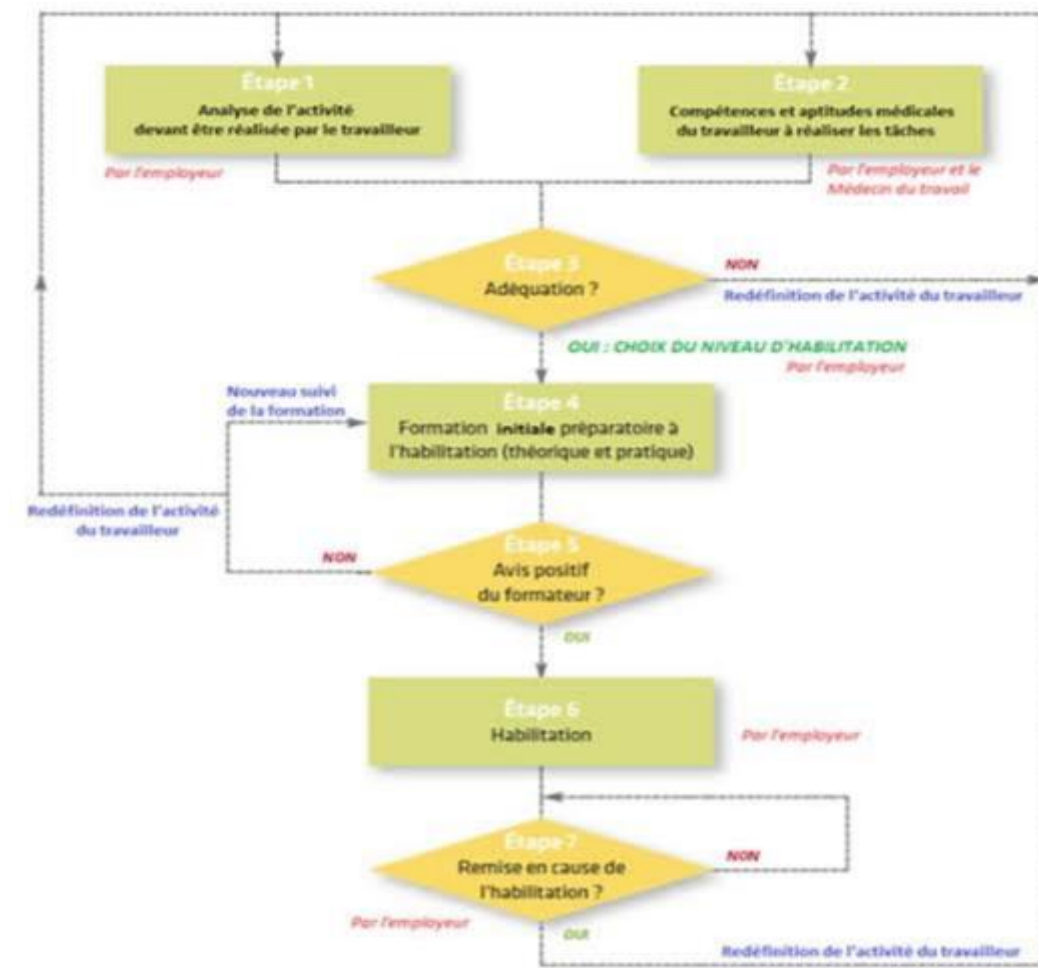 Étape 1
Analyse de l'activité
devant être réalisée par le travailleur
Par l'employeur
Étape 2
Compétences et aptitudes médicales
du travailleur à réaliser les tâches
Par l'employeur et le
Médecin du travail
Étape 3
Adéquation ?
NON
Redéfinition de l'activité du travailleur
OUI : CHOIX DU NIVEAU D'HABILITATION
Par l'employeur
Nouveau suivi
de la formation
Étape 4
Formation initiale préparatoire à
l'habilitation (théorique et pratique)
Redéfinition de l'activité
du travailleur
NON
Étape 5
Avis positif
du formateur ?
OUI
Étape 6
Habilitation
Par l'employeur
Étape 7
Remise en cause de
l'habilitation ?
NON
Par l'employeur
OUI
Redéfinition de l'activité du travailleur